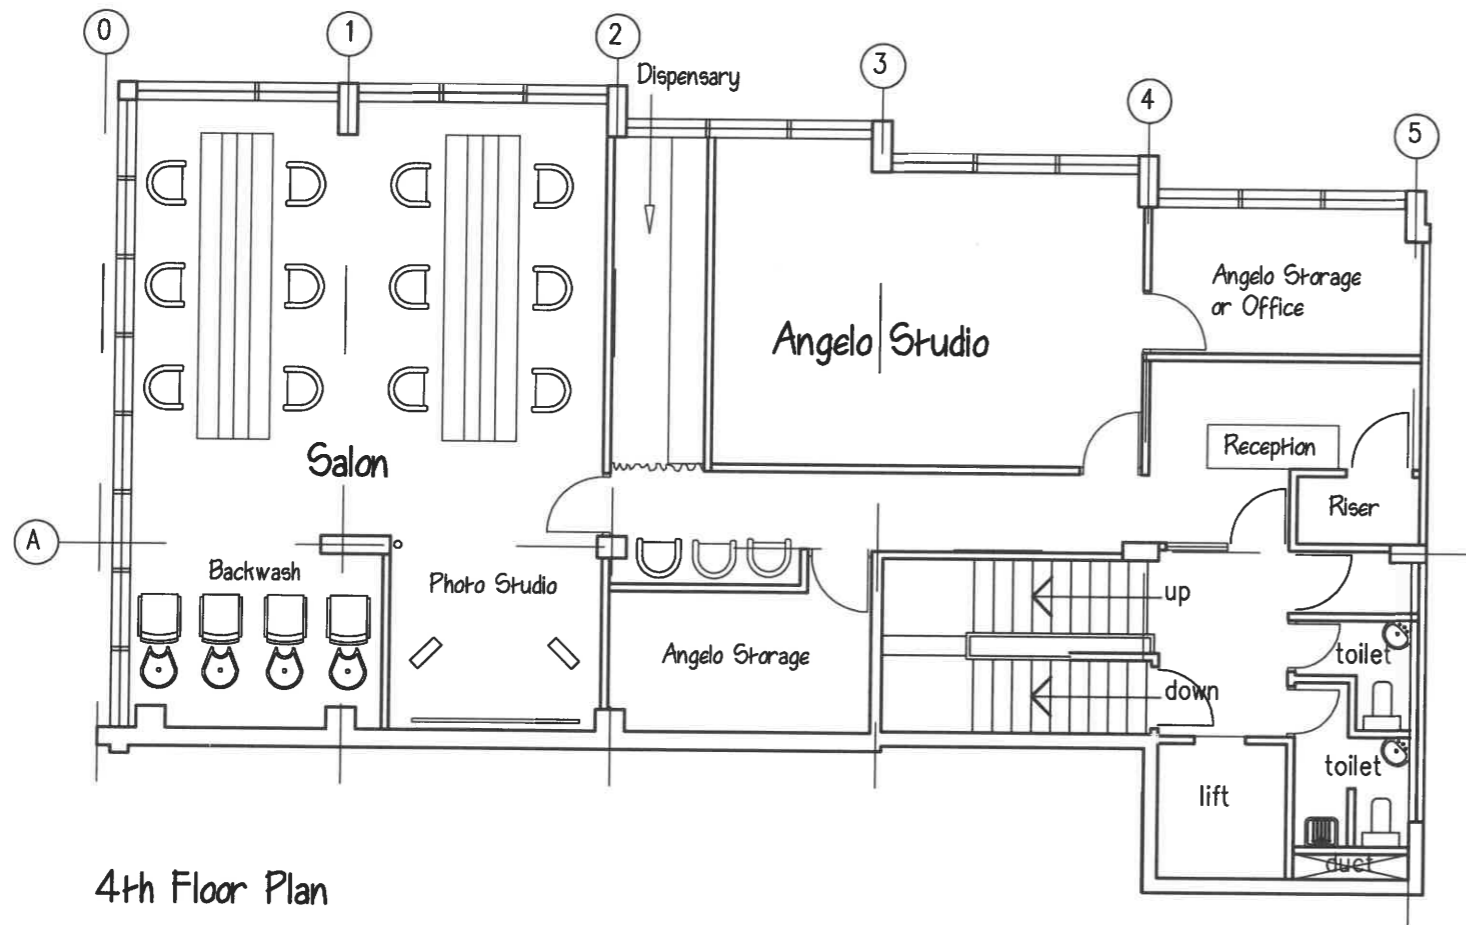 0
1
2
3
4
5
Dispensary
Angelo Storage
or Office
Angelo Studio
Reception
Salon
Riser
A
Backwash
Photo Studio
up
Angelo Storage
toilet
down
toilet
lift
duct
4th Floor Plan